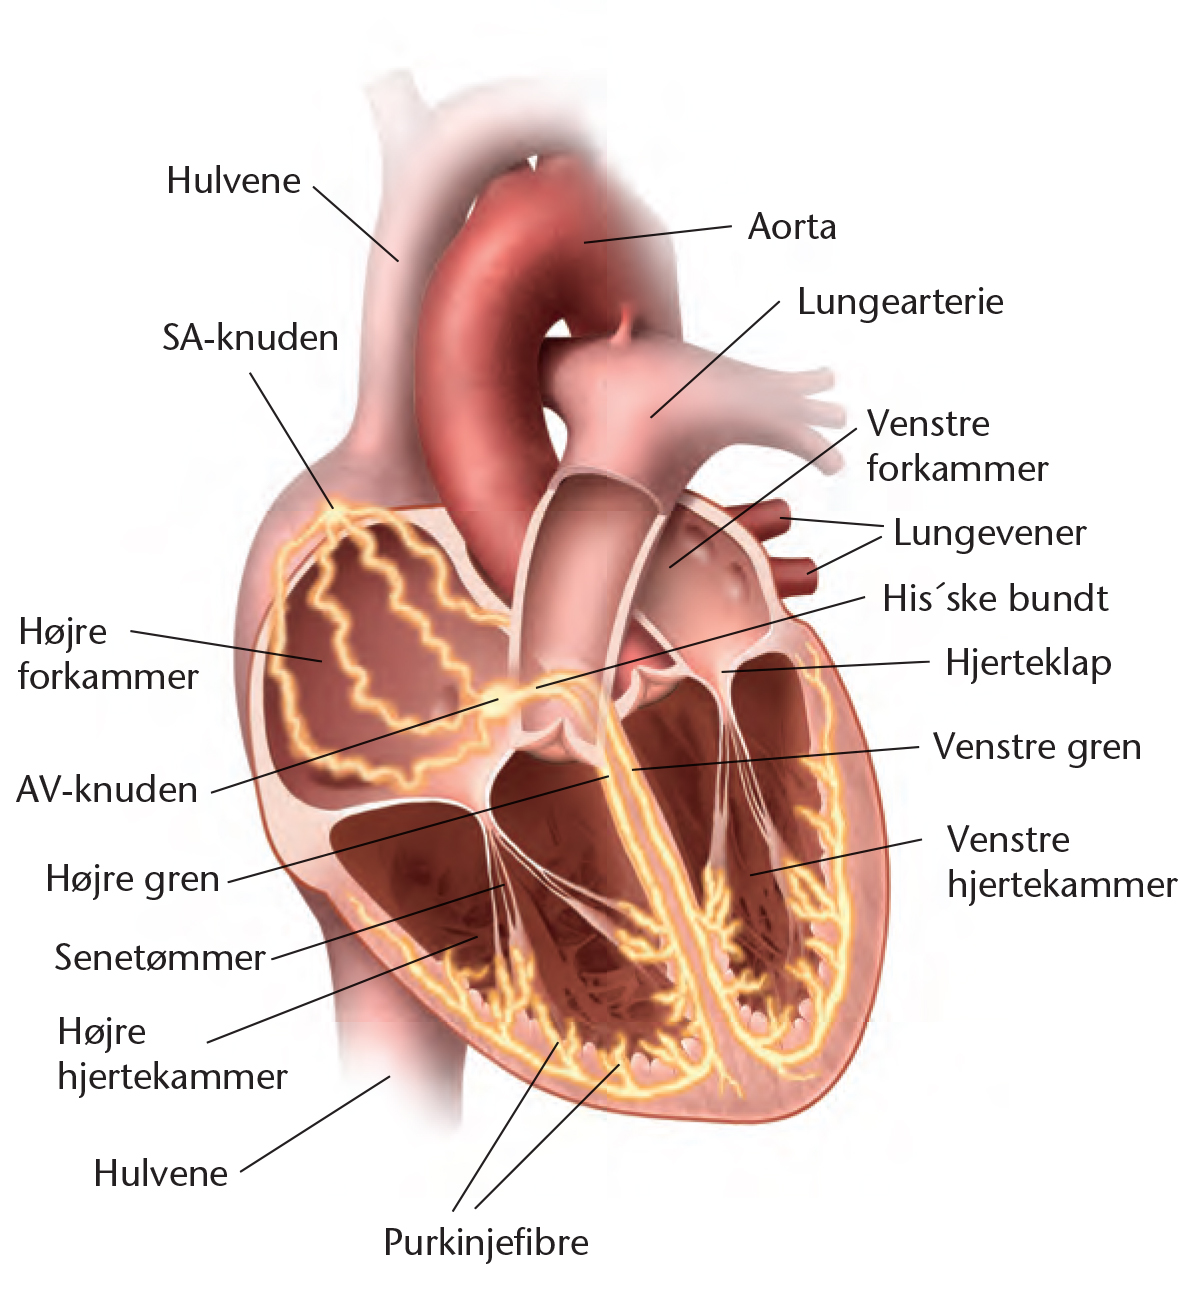 Hulvene
Aorta
Lungearterie
SA-knuden
Venstre
forkammer
Lungevener
His´ske bundt
Højre
forkammer
Hjerteklap
Venstre gren
AV-knuden
Venstre
hjertekammer
Højre gren
Senetømmer
Højre
hjertekammer
Hulvene
Purkinjefibre